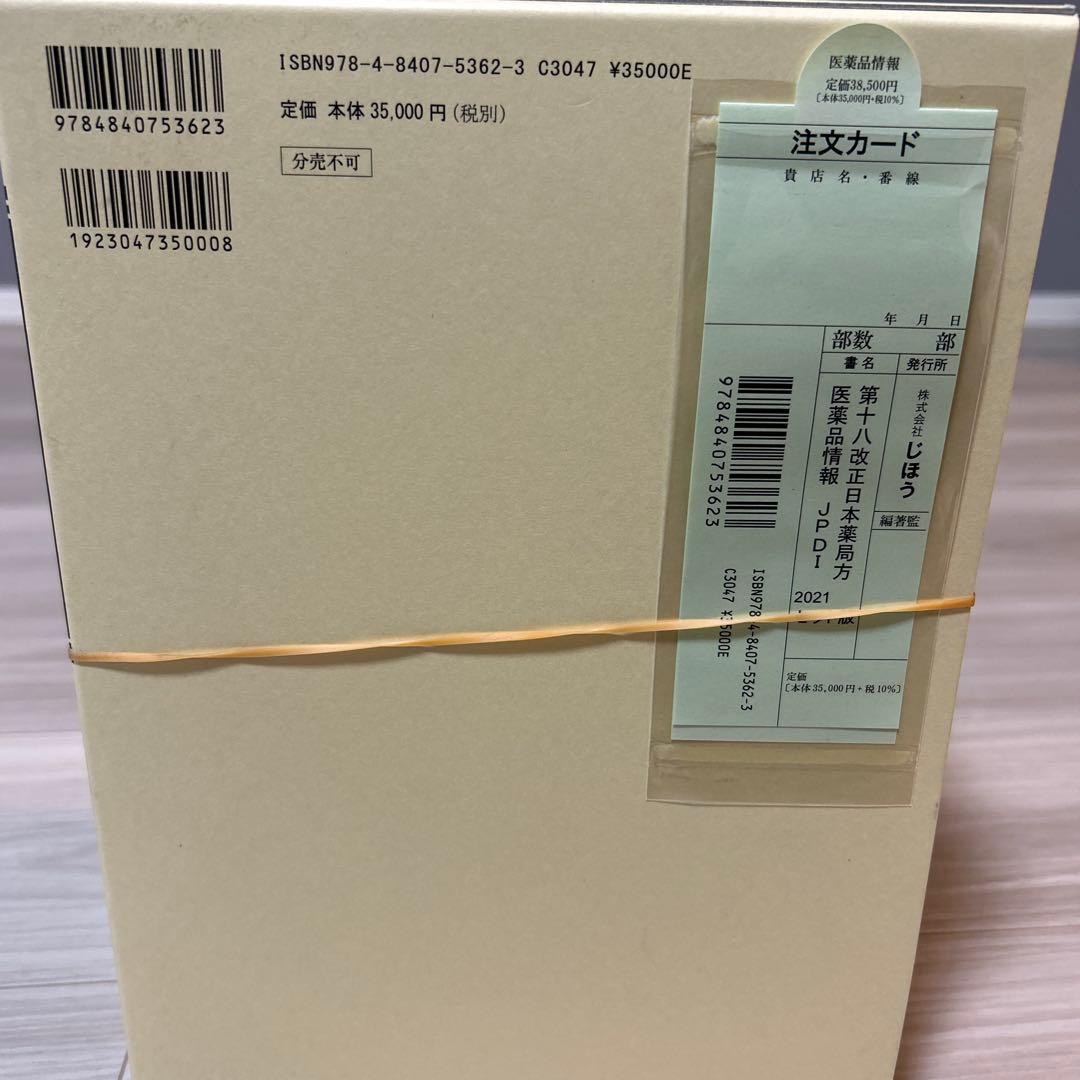 ISBN978-4-8407-5362-3 C3047 ¥35000E
9784840753623
定価 本体 35,000 円 (税別)
分売不可
1923047350008
医薬品情報
定価38,500円
〔本体35,000円+税10%〕
注文カード
貴店名・番線
年 月 日
部数 部
書名
発行所
株式会社 じほう
編著監
第十八改正日本薬局方
医薬品情報 JPDI
2021
セット版
9784840753623
ISBN978-4-8407-5362-3
C3047 ¥35000E
定価
〔本体35,000円+税10%〕